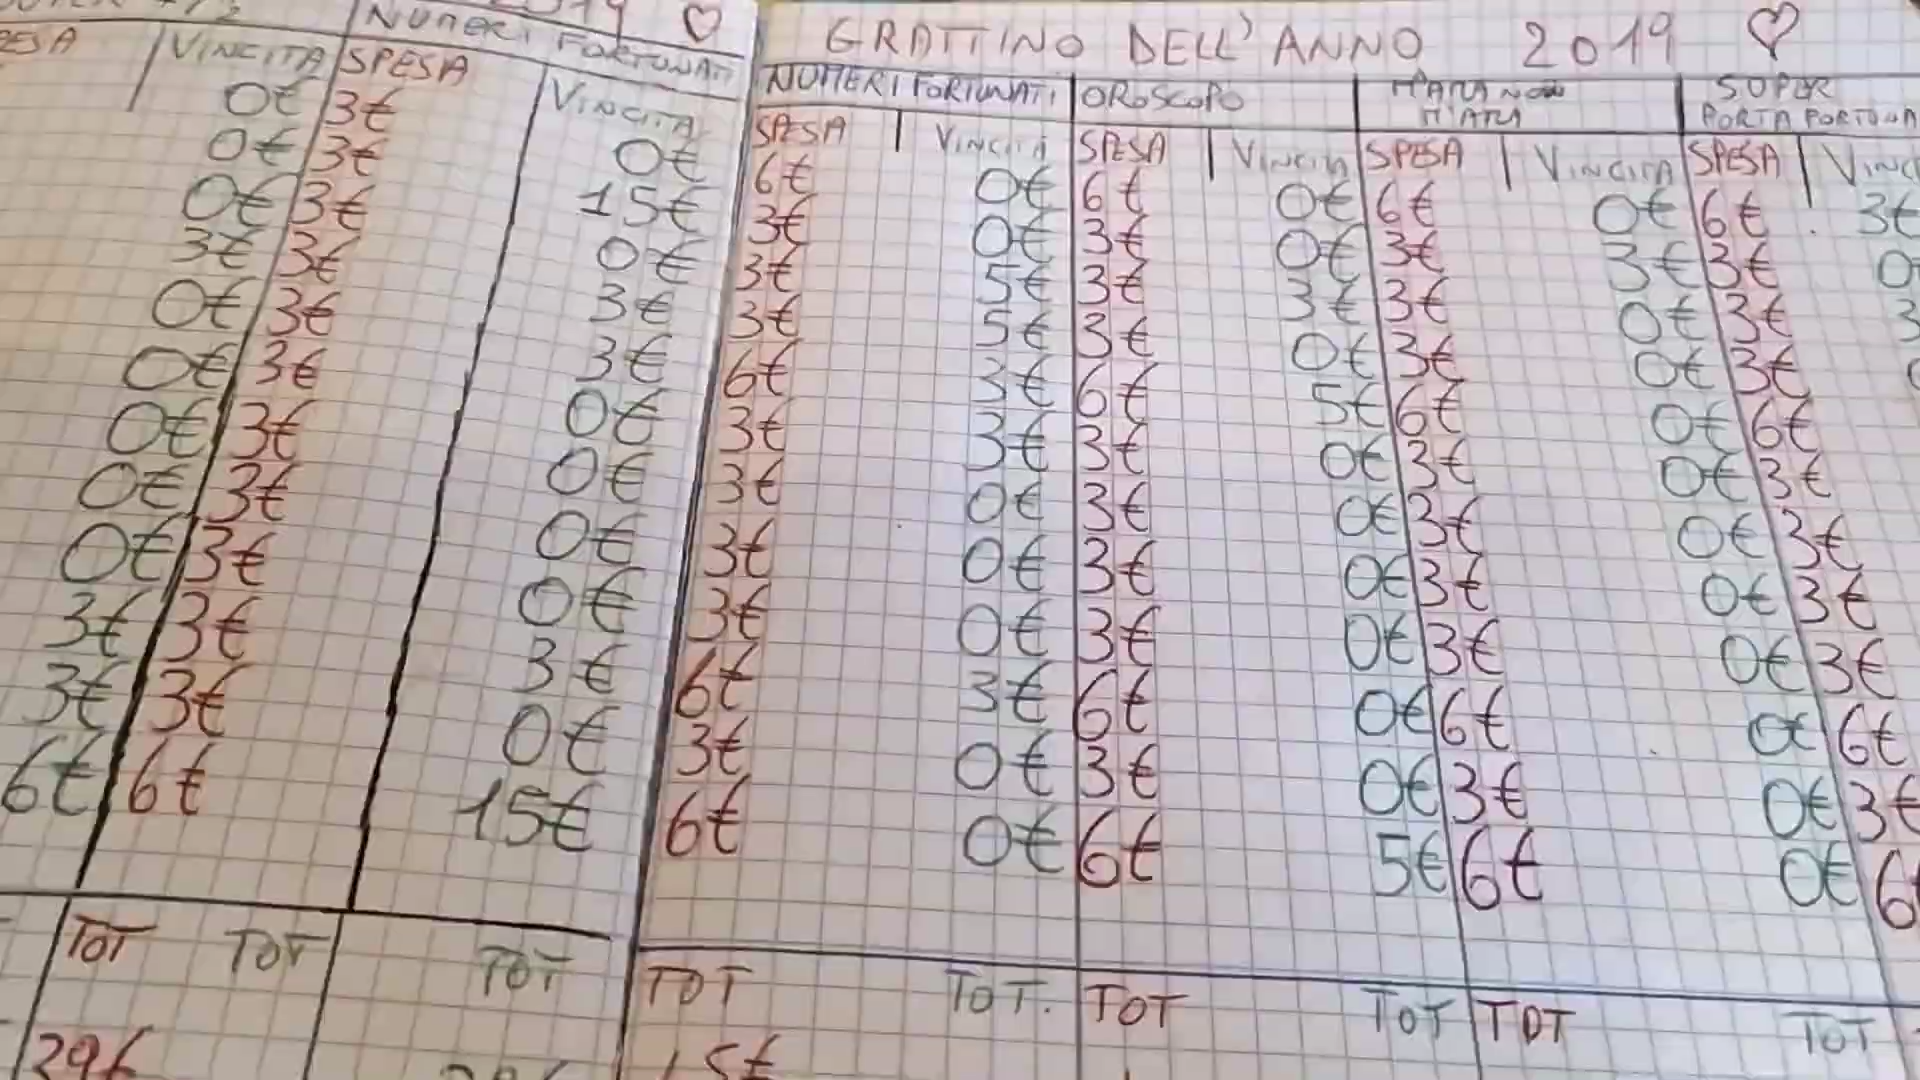 2019 ♡
NUMERI FORTUNATI
VINCITA SPESA VINCITA
0€ 3€ 0€
0€ 3€ 15€
0€ 3€ 0€
3€ 3€ 3€
0€ 3€ 3€
0€ 3€ 0€
0€ 3€ 0€
0€ 3€ 0€
0€ 3€ 0€
3€ 3€ 3€
3€ 3€ 0€
6€ 6€ 15€
TOT TOT TOT
GRATTINO DELL'ANNO 2019 ♡
NUMERI FORTUNATI OROSCOPO M'AMA NON M'AMA SUPER PORTA FORTUNA
SPESA VINCITA SPESA VINCITA SPESA VINCITA SPESA
6€ 0€ 6€ 0€ 6€ 0€ 6€ 3€
3€ 0€ 3€ 0€ 3€ 3€ 3€
3€ 5€ 3€ 3€ 3€ 0€ 3€
3€ 5€ 3€ 0€ 3€ 0€ 3€
6€ 3€ 6€ 5€ 6€ 0€ 6€
3€ 3€ 3€ 0€ 3€ 0€ 3€
3€ 0€ 3€ 0€ 3€ 0€ 3€
3€ 0€ 3€ 0€ 3€ 0€ 3€
3€ 0€ 3€ 0€ 3€ 0€ 3€
6€ 3€ 6€ 0€ 6€ 0€ 6€
3€ 0€ 3€ 0€ 3€ 0€ 3€
6€ 0€ 6€ 5€ 6€ 0€ 6€
TOT TOT. TOT TOT TOT TOT